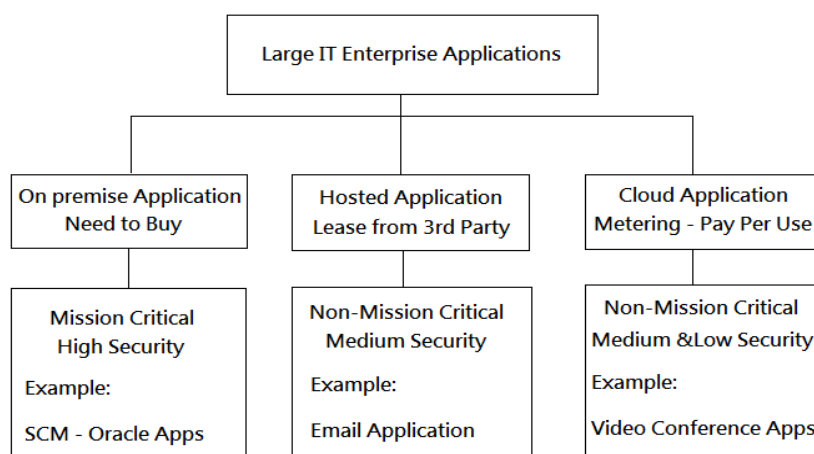 Large IT Enterprise Applications
On premise Application
Need to Buy
Hosted Application
Lease from 3rd Party
Cloud Application
Metering - Pay Per Use
Mission Critical
High Security
Example:
SCM - Oracle Apps
Non-Mission Critical
Medium Security
Example:
Email Application
Non-Mission Critical
Medium &Low Security
Example:
Video Conference Apps